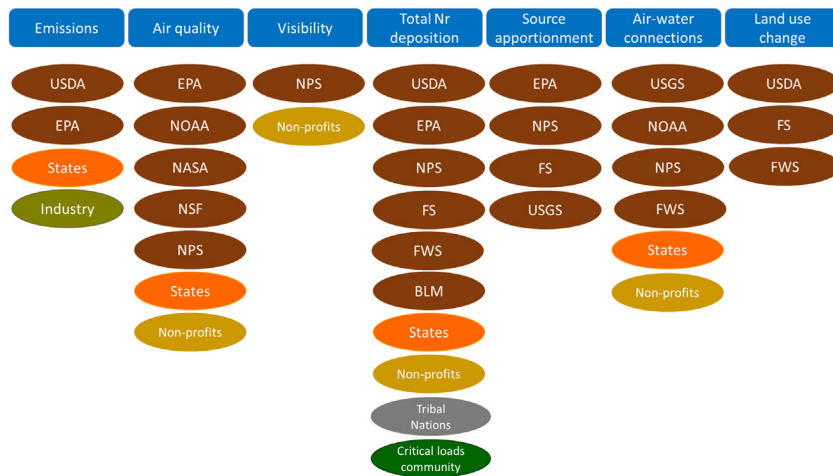 Emissions
Air quality
Visibility
Total Nr
deposition
Source
apportionment
Air-water
connections
Land use
change
USDA
EPA
States
Industry
EPA
NOAA
NASA
NSF
NPS
States
Non-profits
NPS
Non-profits
USDA
EPA
NPS
FS
FWS
BLM
States
Non-profits
Tribal
Nations
Critical loads
community
EPA
NPS
FS
USGS
USGS
NOAA
NPS
FWS
States
Non-profits
USDA
FS
FWS